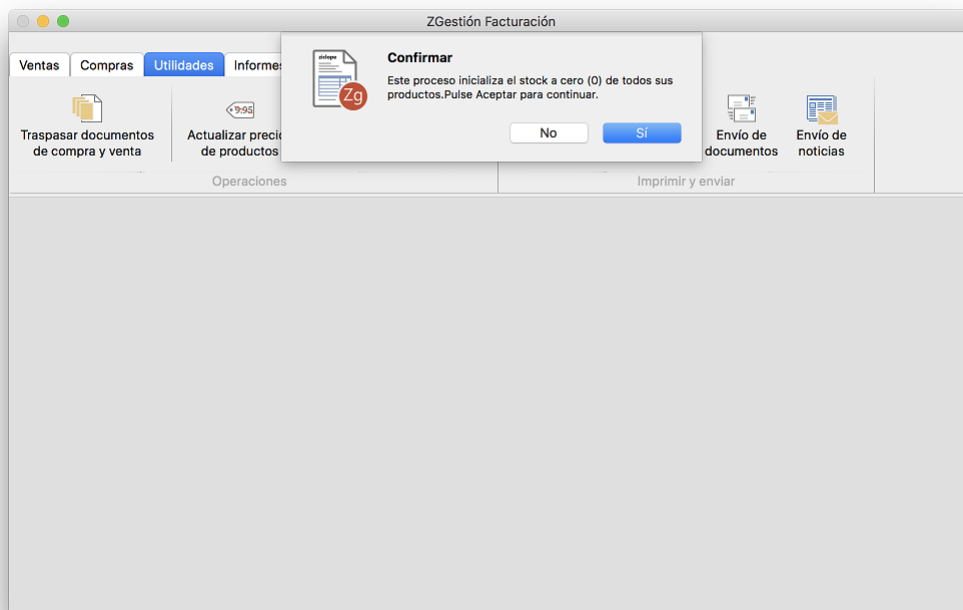 ZGestión Facturación
Confirmar
Este proceso inicializa el stock a cero (0) de todos sus
productos.Pulse Aceptar para continuar.
No
Sí
Ventas
Compras
Utilidades
Informes
Traspasar documentos
de compra y venta
9.95
Actualizar preci
de productos
Envío de
documentos
Envío de
noticias
Operaciones
Imprimir y enviar
ziclope
Zg